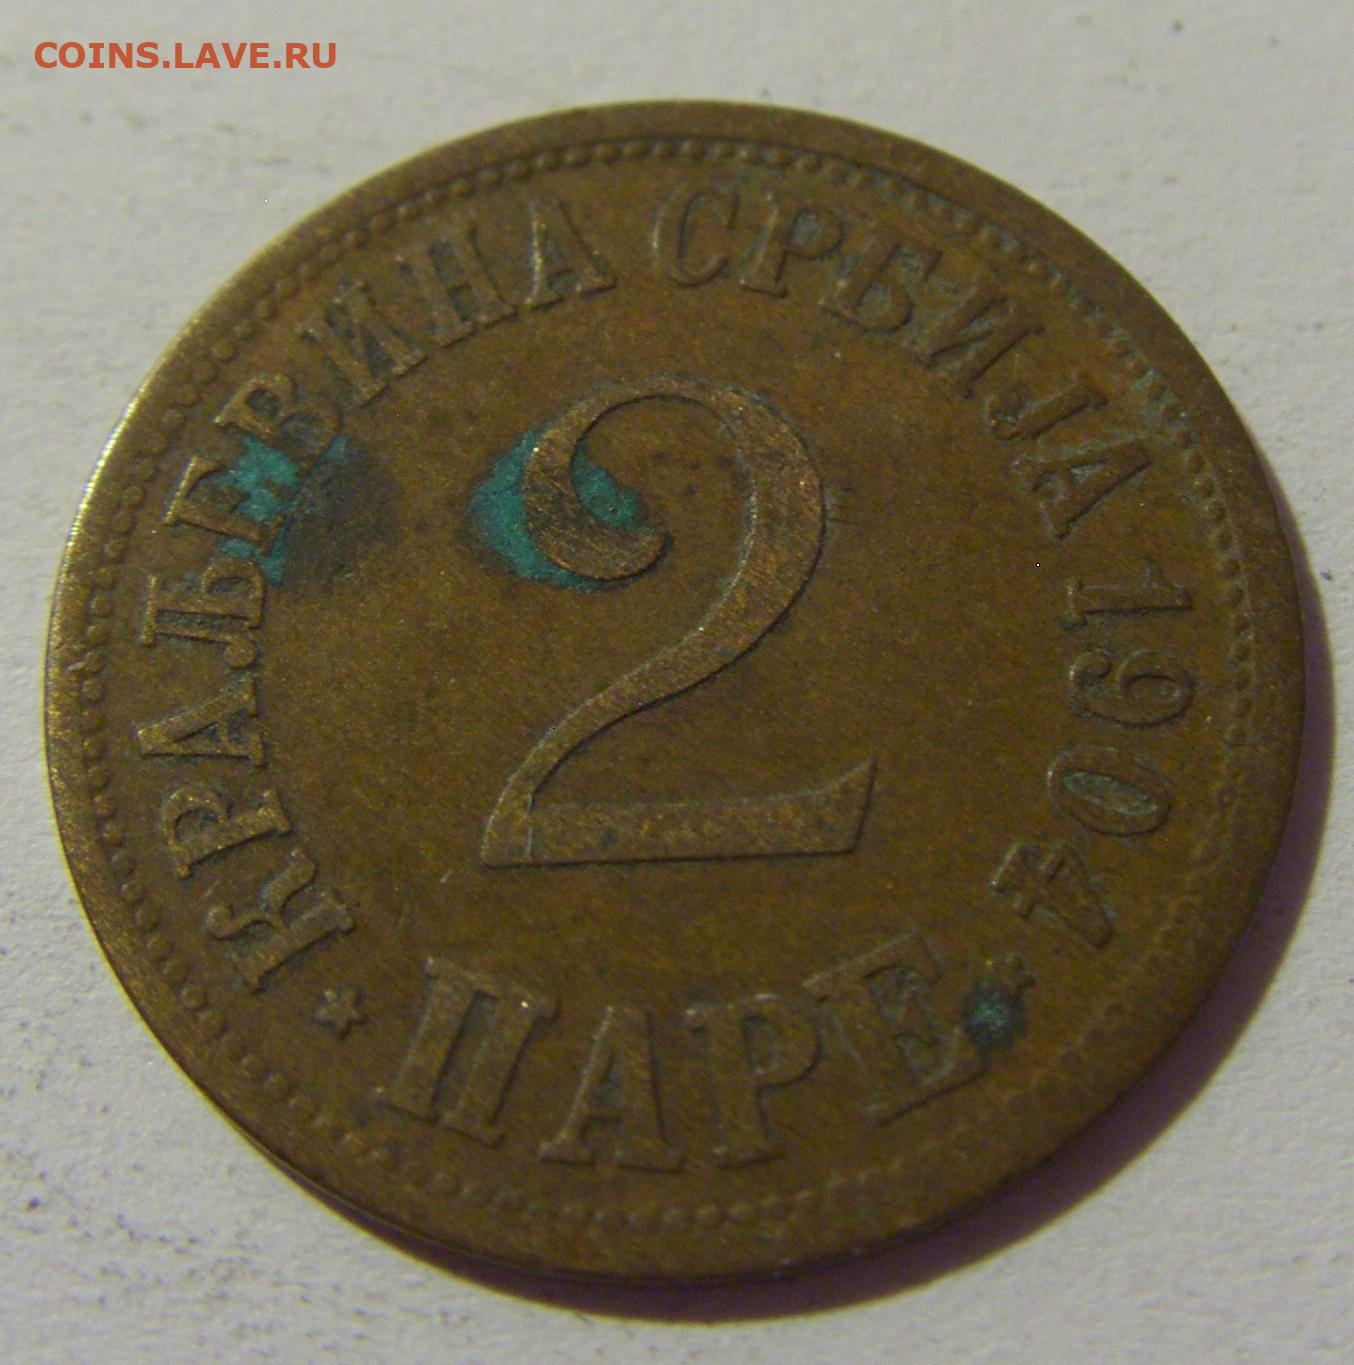 COINS.LAVE.RU
КРАЉЕВИНА СРБИЈА 1904
2
ПАРЕ